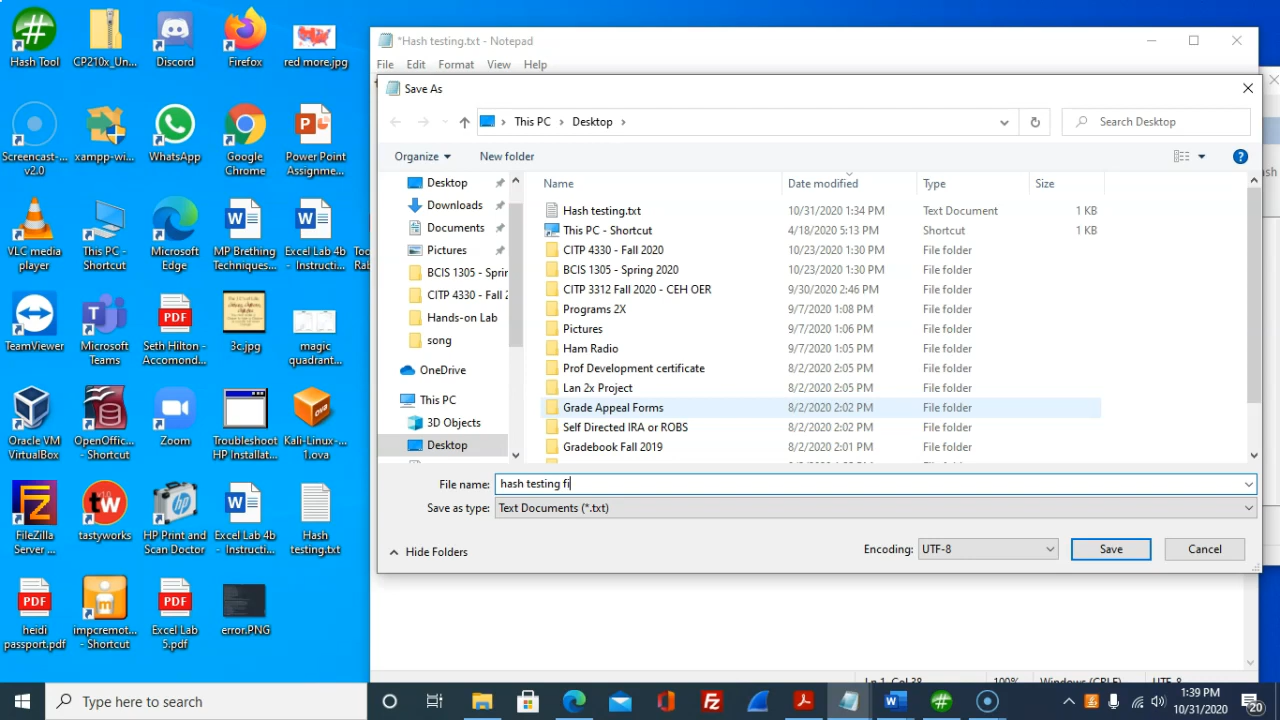 Hash Tool
CP210x_Un...
Discord
Firefox
red more.jpg
Screencast-...
v2.0
xampp-wi...
WhatsApp
Google
Chrome
Power Point
Assignme...
VLC media
player
This PC -
Shortcut
Microsoft
Edge
MP Brething
Techniques...
Excel Lab 4b
- Instructi...
Too
Rab
TeamViewer
Microsoft
Teams
Seth Hilton -
Accomond...
3c.jpg
magic
quadrant...
Oracle VM
VirtualBox
OpenOffic...
- Shortcut
Zoom
Troubleshoot
HP Installat...
Kali-Linux-...
1.ova
FileZilla
Server ...
tastyworks
HP Print and
Scan Doctor
Excel Lab 4b
- Instructi...
Hash
testing.txt
heidi
passport.pdf
impcremot...
- Shortcut
Excel Lab
5.pdf
error.PNG
*Hash testing.txt - Notepad
File Edit Format View Help
Save As
This PC > Desktop >
Search Desktop
Organize
New folder
Desktop
Downloads
Documents
Pictures
BCIS 1305 - Sprin
CITP 4330 - Fall 2
Hands-on Lab
song
OneDrive
This PC
3D Objects
Desktop
Name Date modified Type Size
Hash testing.txt 10/31/2020 1:34 PM Text Document 1 KB
This PC - Shortcut 4/18/2020 5:13 PM Shortcut 1 KB
CITP 4330 - Fall 2020 10/23/2020 1:30 PM File folder
BCIS 1305 - Spring 2020 10/23/2020 1:30 PM File folder
CITP 3312 Fall 2020 - CEH OER 9/30/2020 2:46 PM File folder
Programs 2X 9/7/2020 1:08 PM File folder
Pictures 9/7/2020 1:06 PM File folder
Ham Radio 9/7/2020 1:05 PM File folder
Prof Development certificate 8/2/2020 2:05 PM File folder
Lan 2x Project 8/2/2020 2:05 PM File folder
Grade Appeal Forms 8/2/2020 2:02 PM File folder
Self Directed IRA or ROBS 8/2/2020 2:02 PM File folder
Gradebook Fall 2019 8/2/2020 2:01 PM File folder
File name: hash testing fi
Save as type: Text Documents (*.txt)
Hide Folders
Encoding: UTF-8
Save
Cancel
hash
Ln 1, Col 38 100% Windows (CRLF) UTF-8
Type here to search
1:39 PM
10/31/2020
20